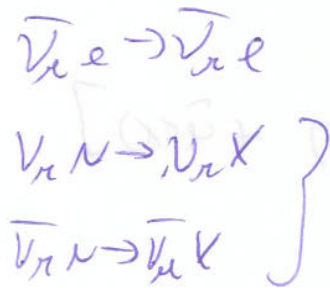 ν̄_μ e → ν̄_μ e
ν_μ N → ν_μ X
ν̄_μ N → ν̄_μ X